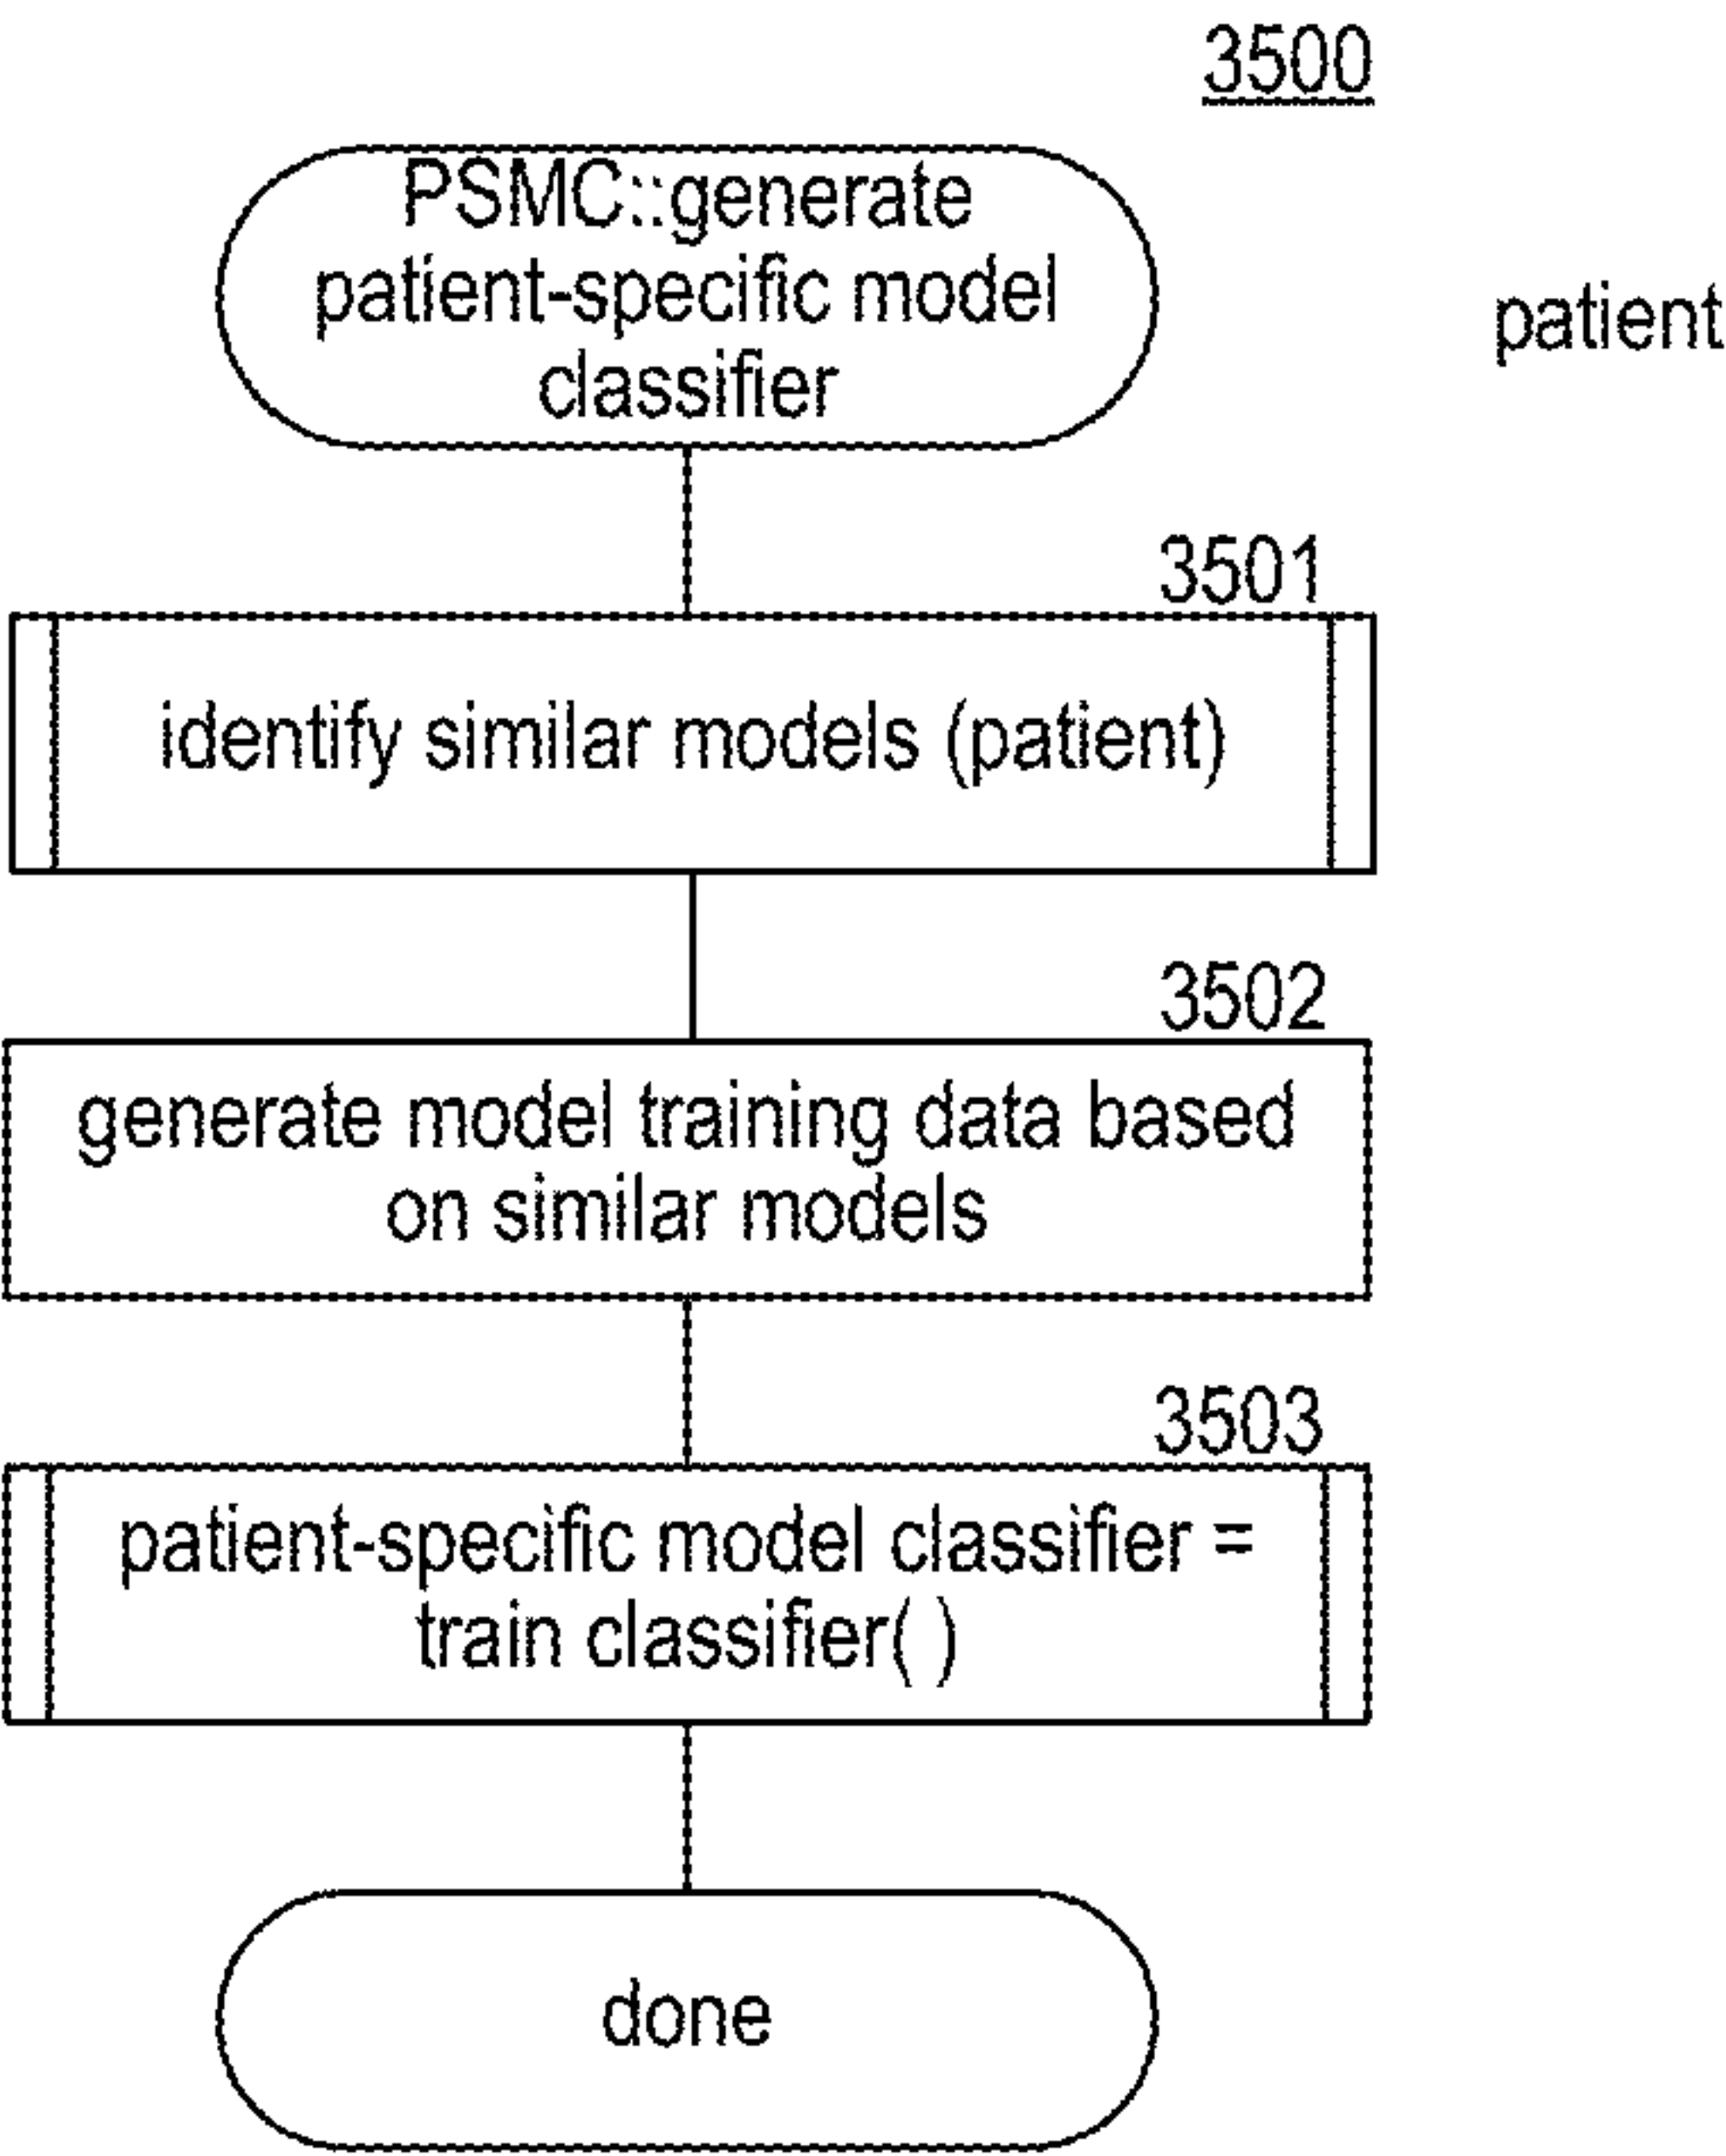 3500
PSMC::generate
patient-specific model
classifier
patient
3501
identify similar models (patient)
3502
generate model training data based
on similar models
3503
patient-specific model classifier =
train classifier( )
done